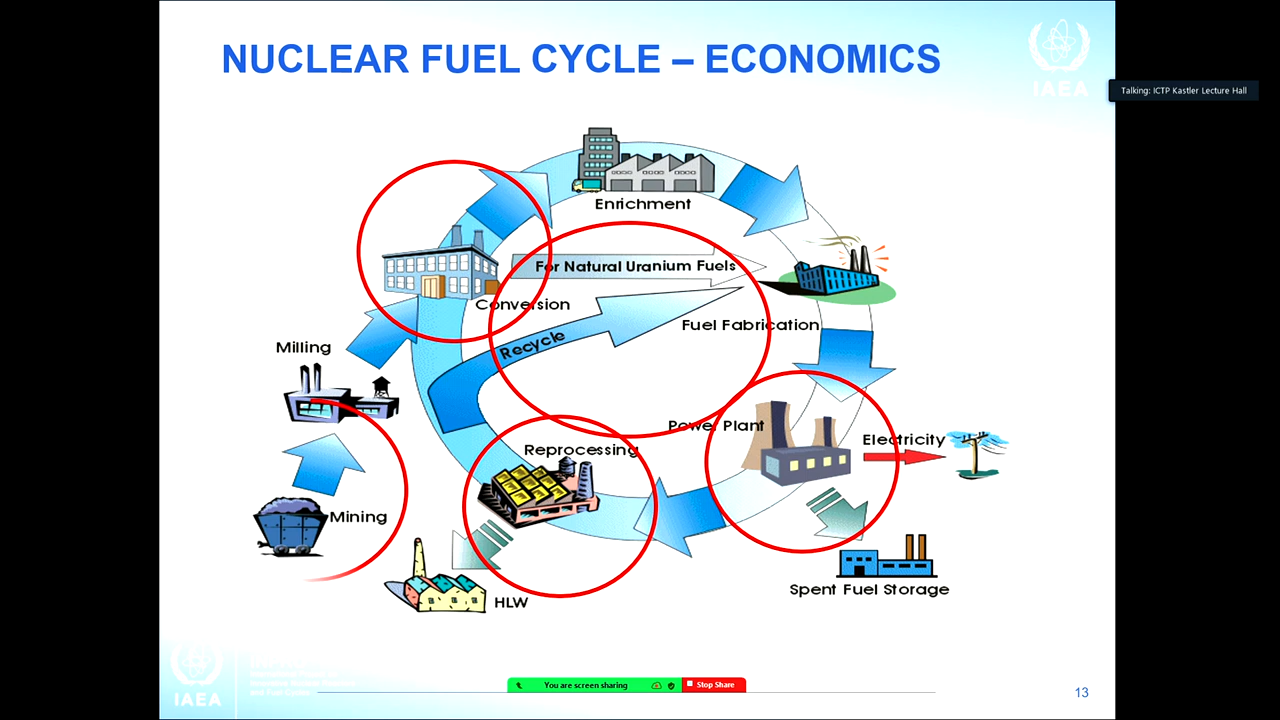 NUCLEAR FUEL CYCLE – ECONOMICS
IAEA
Talking: ICTP Kastler Lecture Hall
Enrichment
For Natural Uranium Fuels
Conversion
Fuel Fabrication
Recycle
Milling
Power Plant
Electricity
Reprocessing
Mining
Spent Fuel Storage
HLW
IAEA
You are screen sharing
Stop Share
13